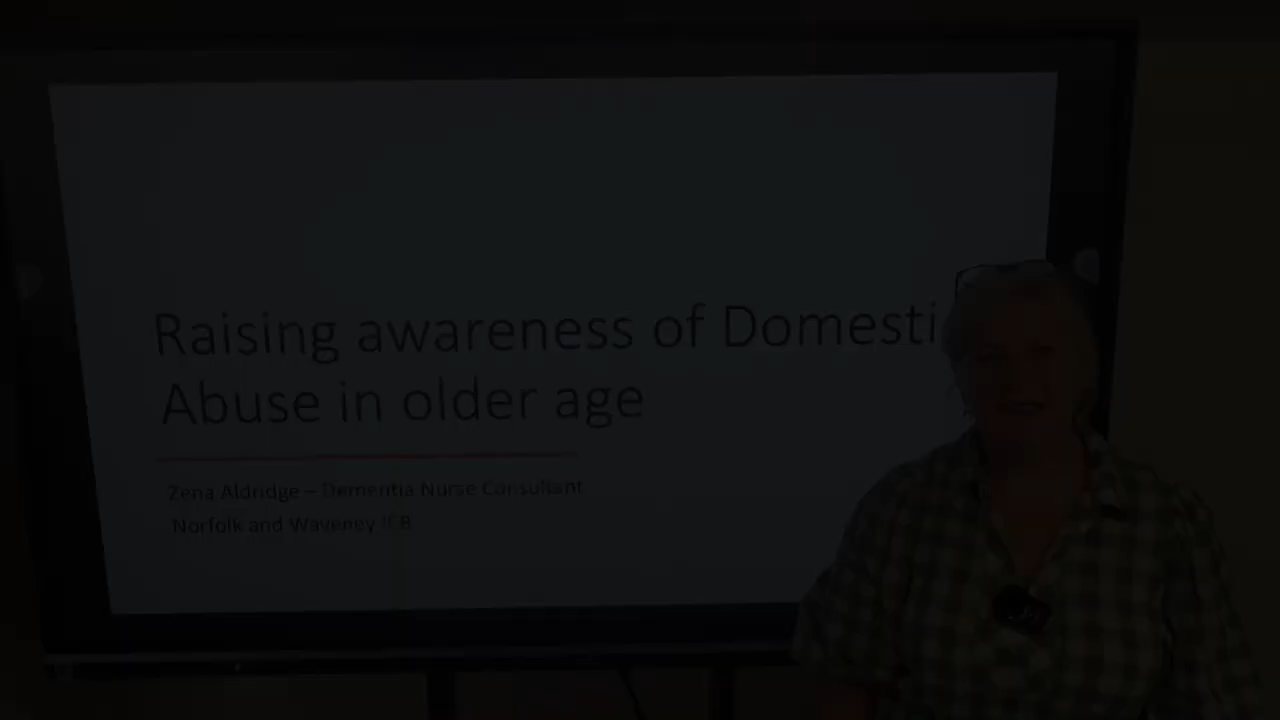 Raising awareness of Domesti
Abuse in older age
Zena Aldridge – Dementia Nurse Consultant
Norfolk and Waveney ICB